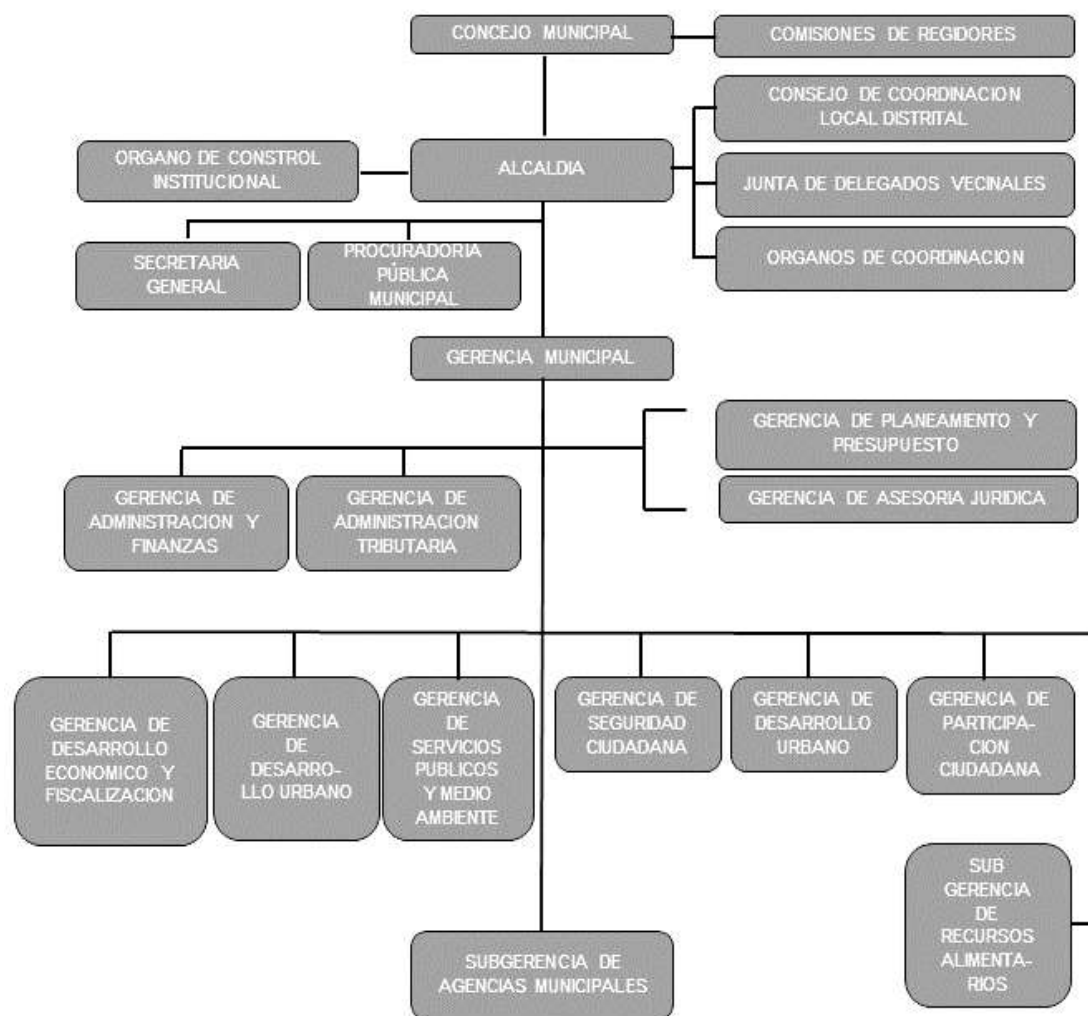 CONCEJO MUNICIPAL
COMISIONES DE REGIDORES
CONSEJO DE COORDINACION
LOCAL DISTRITAL
ORGANO DE CONSTROL
INSTITUCIONAL
ALCALDIA
JUNTA DE DELEGADOS VECINALES
SECRETARIA
GENERAL
PROCURADORIA
PÚBLICA
MUNICIPAL
ORGANOS DE COORDINACION
GERENCIA MUNICIPAL
GERENCIA DE PLANEAMIENTO Y
PRESUPUESTO
GERENCIA DE ASESORIA JURIDICA
GERENCIA DE
ADMINISTRACION Y
FINANZAS
GERENCIA DE
ADMINISTRACION
TRIBUTARIA
GERENCIA DE
DESARROLLO
ECONOMICO Y
FISCALIZACION
GERENCIA
DE
DESARRO-
LLO URBANO
GERENCIA
DE
SERVICIOS
PUBLICOS
Y MEDIO
AMBIENTE
GERENCIA DE
SEGURIDAD
CIUDADANA
GERENCIA DE
DESARROLLO
URBANO
GERENCIA DE
PARTICIPA-
CION
CIUDADANA
SUB
GERENCIA
DE
RECURSOS
ALIMENTA-
RIOS
SUBGERENCIA DE
AGENCIAS MUNICIPALES